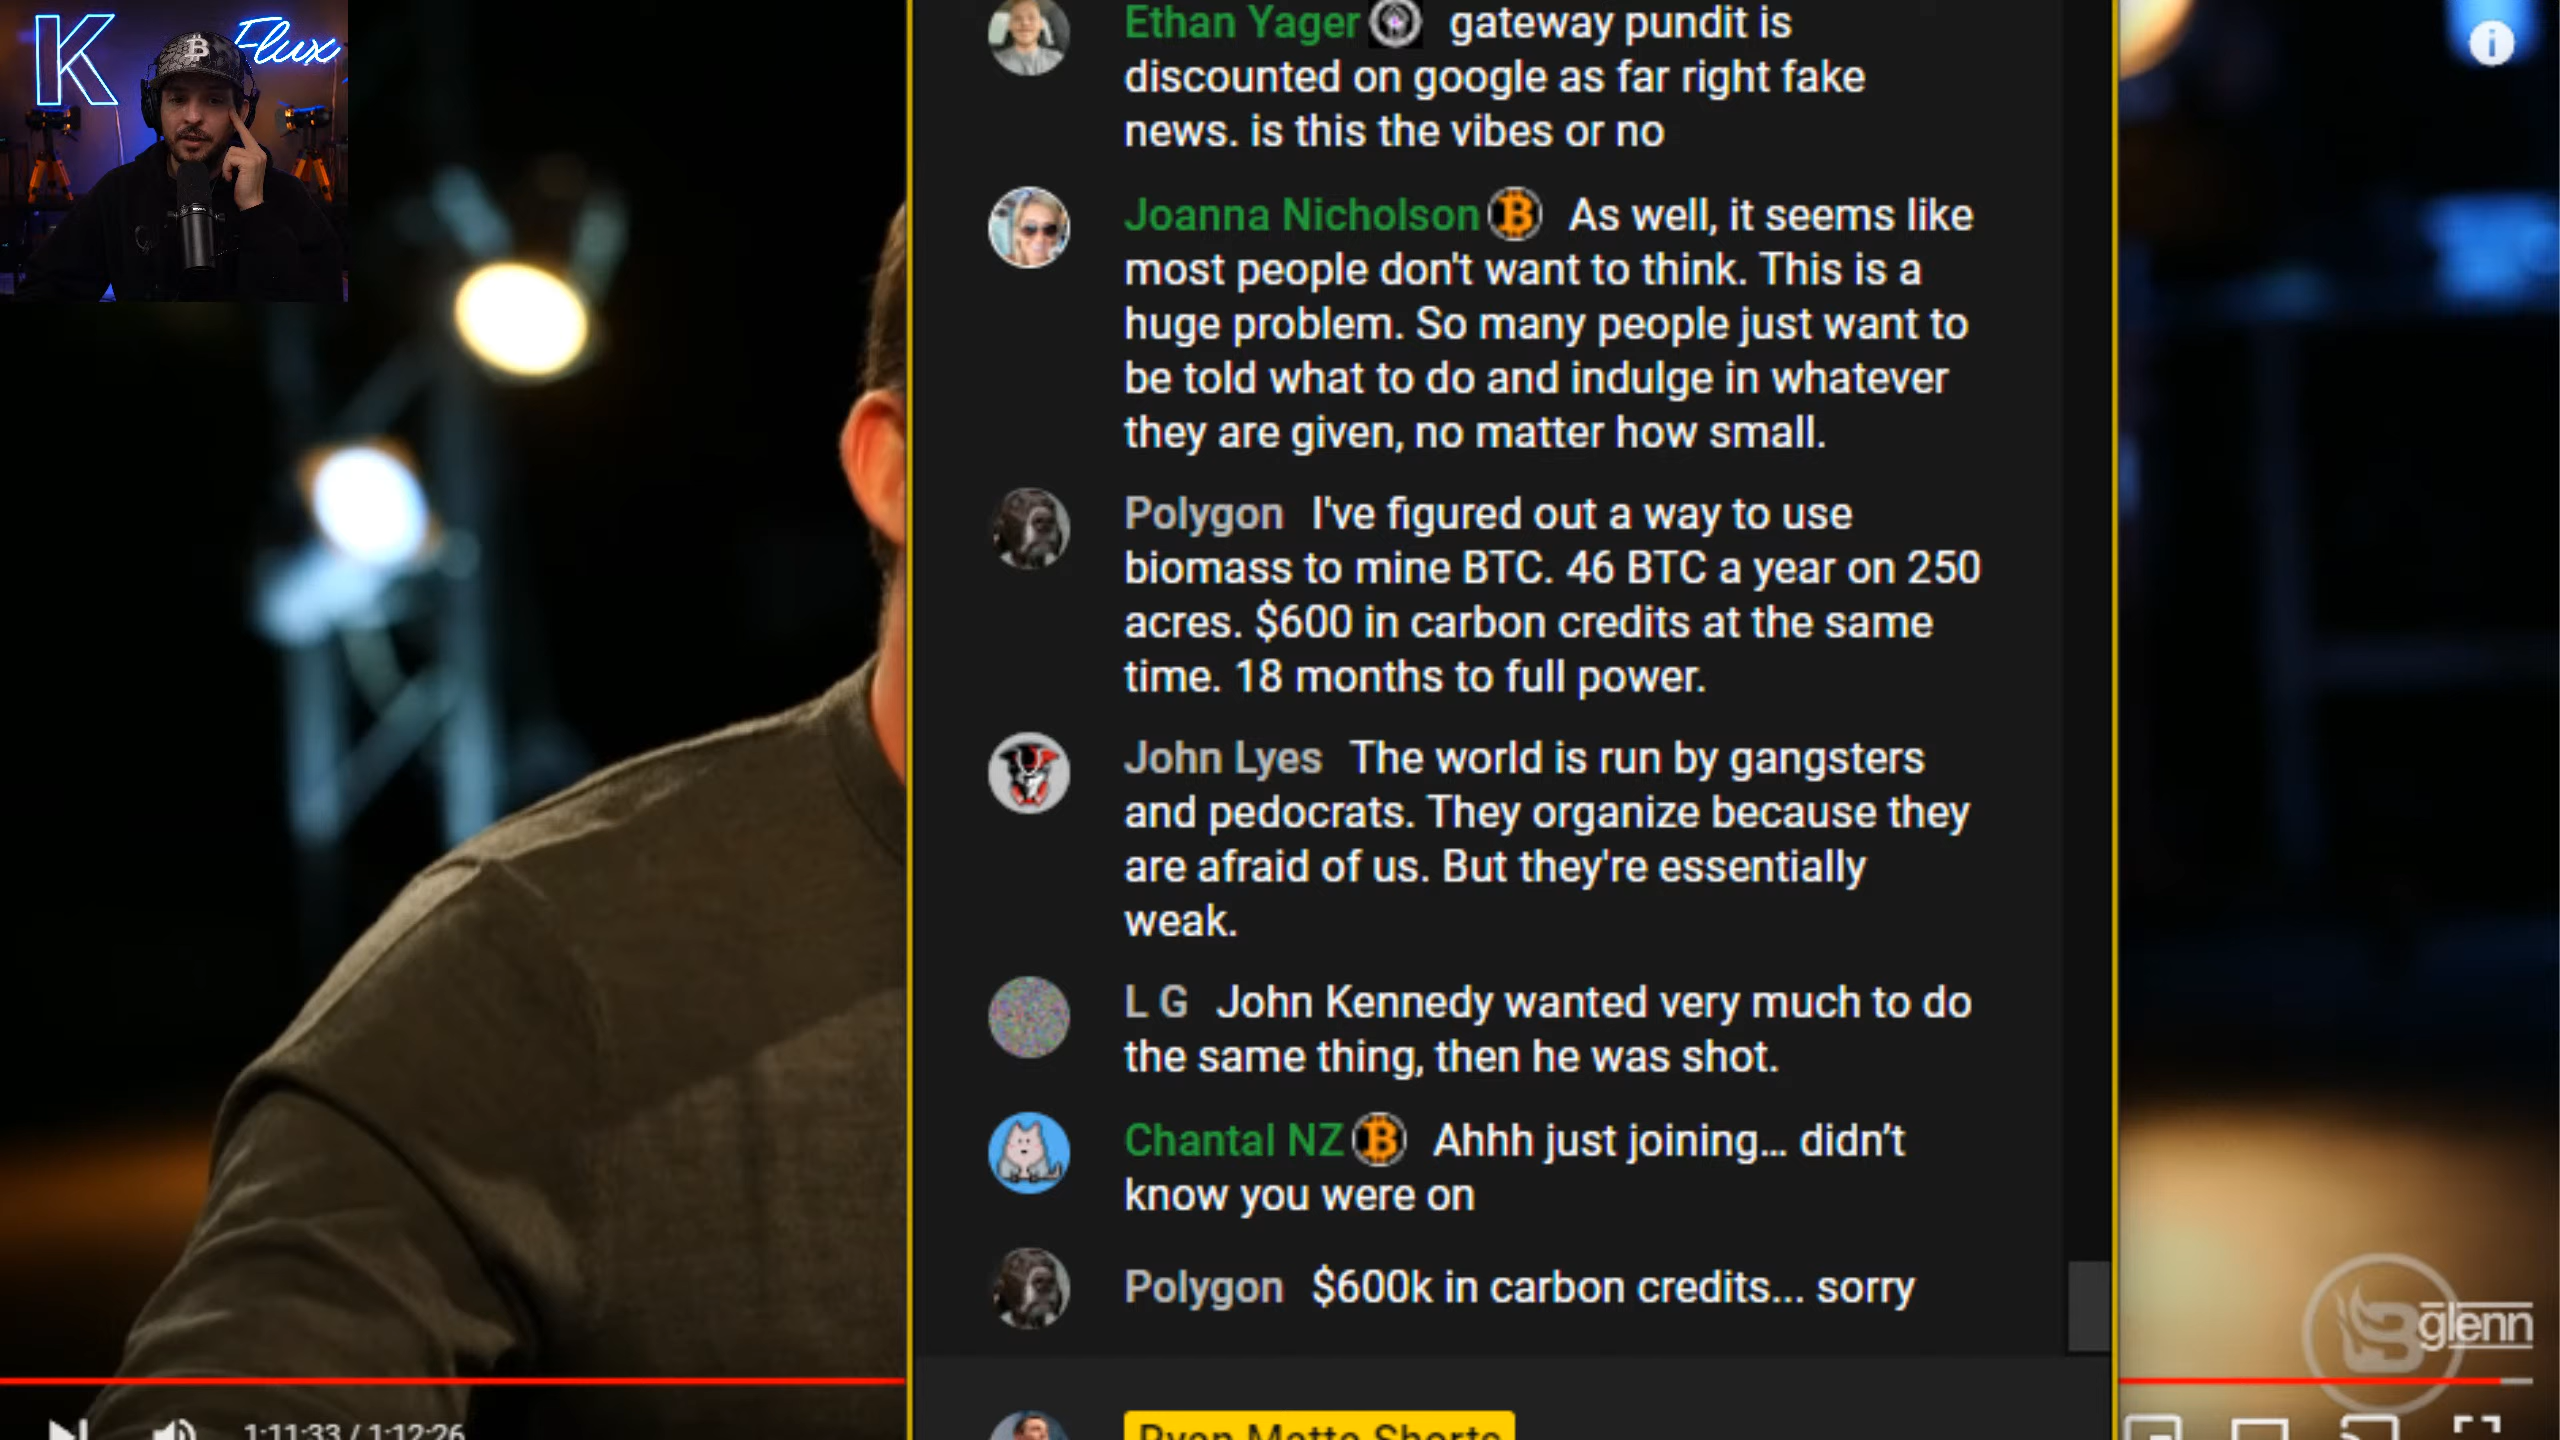 K Flux
B
Ethan Yager gateway pundit is
discounted on google as far right fake
news. is this the vibes or no
Joanna Nicholson As well, it seems like
most people don't want to think. This is a
huge problem. So many people just want to
be told what to do and indulge in whatever
they are given, no matter how small.
Polygon I've figured out a way to use
biomass to mine BTC. 46 BTC a year on 250
acres. $600 in carbon credits at the same
time. 18 months to full power.
John Lyes The world is run by gangsters
and pedocrats. They organize because they
are afraid of us. But they're essentially
weak.
L G John Kennedy wanted very much to do
the same thing, then he was shot.
Chantal NZ Ahhh just joining… didn’t
know you were on
Polygon $600k in carbon credits... sorry
Ryan Matta Shorts
1:11:33 / 1:12:26
glenn